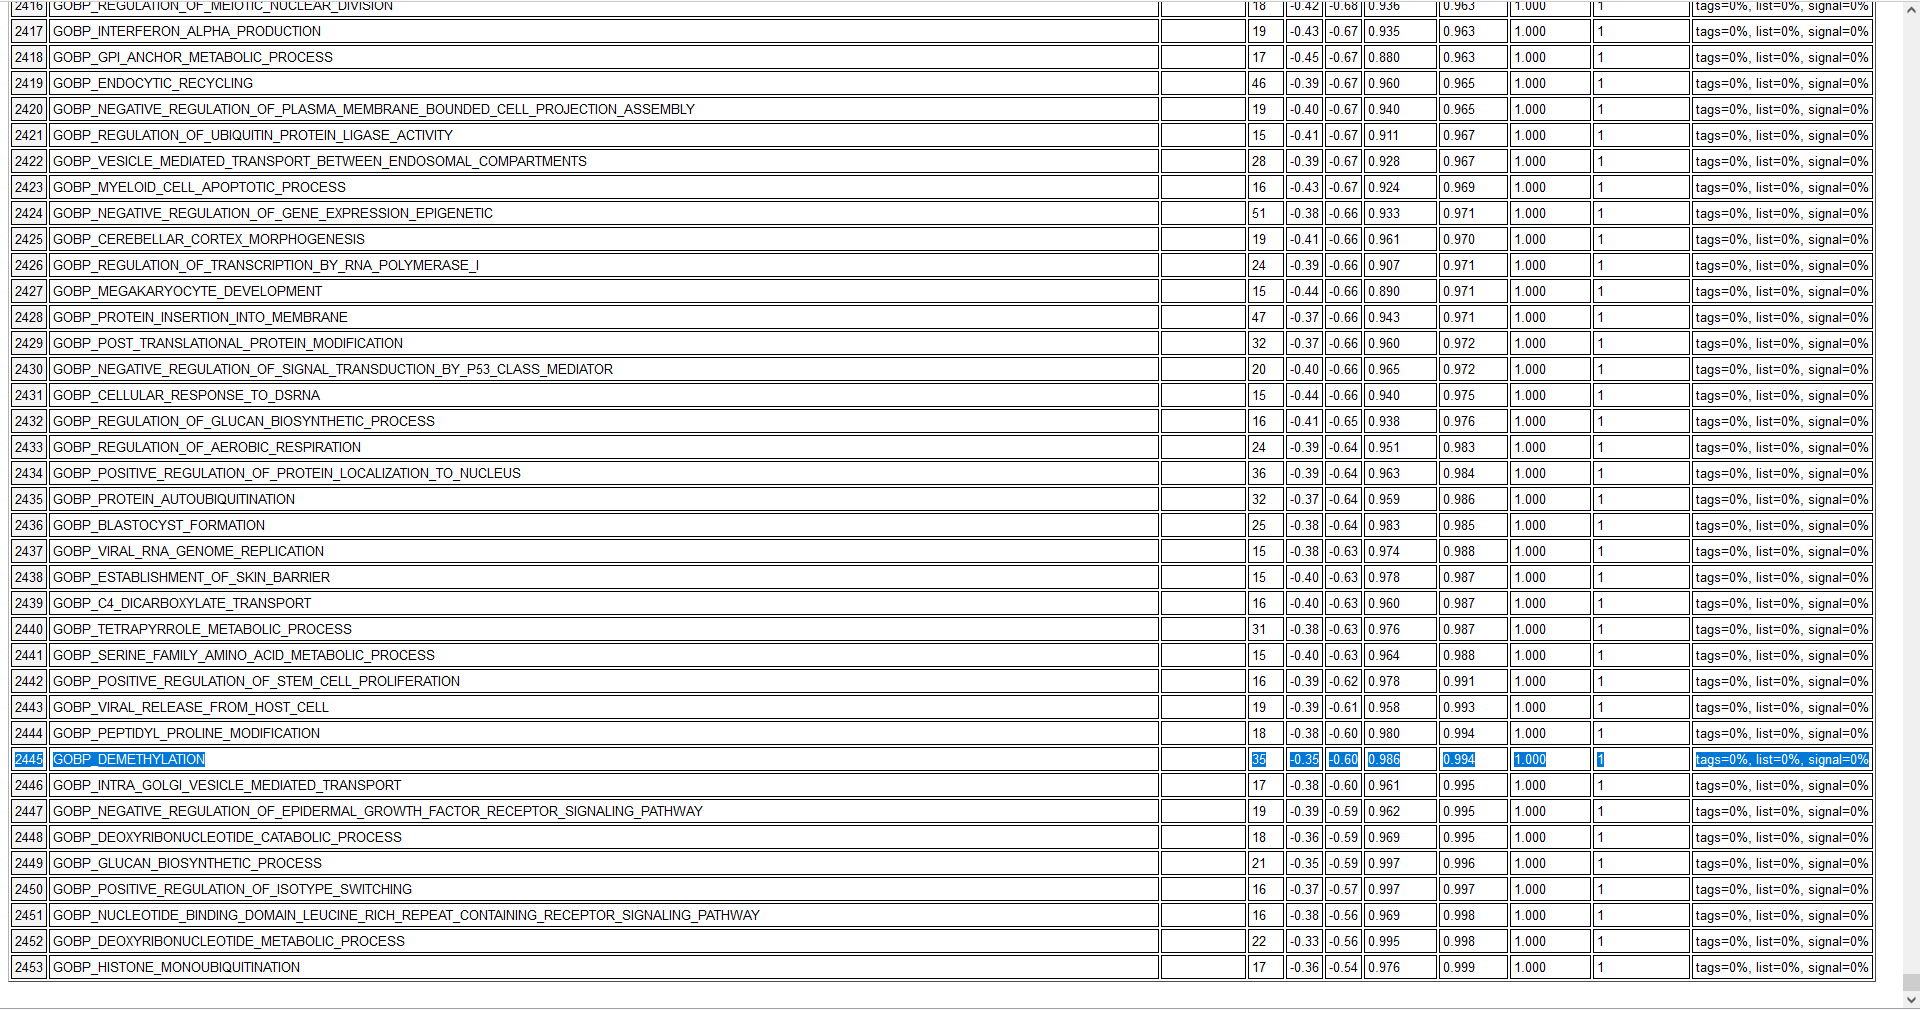 2416 GOBP_REGULATION_OF_MEIOTIC_NUCLEAR_DIVISION 18 -0.42 -0.68 0.936 0.963 1.000 1 tags=0%, list=0%, signal=0%
2417 GOBP_INTERFERON_ALPHA_PRODUCTION 19 -0.43 -0.67 0.935 0.963 1.000 1 tags=0%, list=0%, signal=0%
2418 GOBP_GPI_ANCHOR_METABOLIC_PROCESS 17 -0.45 -0.67 0.880 0.963 1.000 1 tags=0%, list=0%, signal=0%
2419 GOBP_ENDOCYTIC_RECYCLING 46 -0.39 -0.67 0.960 0.965 1.000 1 tags=0%, list=0%, signal=0%
2420 GOBP_NEGATIVE_REGULATION_OF_PLASMA_MEMBRANE_BOUNDED_CELL_PROJECTION_ASSEMBLY 19 -0.40 -0.67 0.940 0.965 1.000 1 tags=0%, list=0%, signal=0%
2421 GOBP_REGULATION_OF_UBIQUITIN_PROTEIN_LIGASE_ACTIVITY 15 -0.41 -0.67 0.911 0.967 1.000 1 tags=0%, list=0%, signal=0%
2422 GOBP_VESICLE_MEDIATED_TRANSPORT_BETWEEN_ENDOSOMAL_COMPARTMENTS 28 -0.39 -0.67 0.928 0.967 1.000 1 tags=0%, list=0%, signal=0%
2423 GOBP_MYELOID_CELL_APOPTOTIC_PROCESS 16 -0.43 -0.67 0.924 0.969 1.000 1 tags=0%, list=0%, signal=0%
2424 GOBP_NEGATIVE_REGULATION_OF_GENE_EXPRESSION_EPIGENETIC 51 -0.38 -0.66 0.933 0.971 1.000 1 tags=0%, list=0%, signal=0%
2425 GOBP_CEREBELLAR_CORTEX_MORPHOGENESIS 19 -0.41 -0.66 0.961 0.970 1.000 1 tags=0%, list=0%, signal=0%
2426 GOBP_REGULATION_OF_TRANSCRIPTION_BY_RNA_POLYMERASE_I 24 -0.39 -0.66 0.907 0.971 1.000 1 tags=0%, list=0%, signal=0%
2427 GOBP_MEGAKARYOCYTE_DEVELOPMENT 15 -0.44 -0.66 0.890 0.971 1.000 1 tags=0%, list=0%, signal=0%
2428 GOBP_PROTEIN_INSERTION_INTO_MEMBRANE 47 -0.37 -0.66 0.943 0.971 1.000 1 tags=0%, list=0%, signal=0%
2429 GOBP_POST_TRANSLATIONAL_PROTEIN_MODIFICATION 32 -0.37 -0.66 0.960 0.972 1.000 1 tags=0%, list=0%, signal=0%
2430 GOBP_NEGATIVE_REGULATION_OF_SIGNAL_TRANSDUCTION_BY_P53_CLASS_MEDIATOR 20 -0.40 -0.66 0.965 0.972 1.000 1 tags=0%, list=0%, signal=0%
2431 GOBP_CELLULAR_RESPONSE_TO_DSRNA 15 -0.44 -0.66 0.940 0.975 1.000 1 tags=0%, list=0%, signal=0%
2432 GOBP_REGULATION_OF_GLUCAN_BIOSYNTHETIC_PROCESS 16 -0.41 -0.65 0.938 0.976 1.000 1 tags=0%, list=0%, signal=0%
2433 GOBP_REGULATION_OF_AEROBIC_RESPIRATION 24 -0.39 -0.64 0.951 0.983 1.000 1 tags=0%, list=0%, signal=0%
2434 GOBP_POSITIVE_REGULATION_OF_PROTEIN_LOCALIZATION_TO_NUCLEUS 36 -0.39 -0.64 0.963 0.984 1.000 1 tags=0%, list=0%, signal=0%
2435 GOBP_PROTEIN_AUTOUBIQUITINATION 32 -0.37 -0.64 0.959 0.986 1.000 1 tags=0%, list=0%, signal=0%
2436 GOBP_BLASTOCYST_FORMATION 25 -0.38 -0.64 0.983 0.985 1.000 1 tags=0%, list=0%, signal=0%
2437 GOBP_VIRAL_RNA_GENOME_REPLICATION 15 -0.38 -0.63 0.974 0.988 1.000 1 tags=0%, list=0%, signal=0%
2438 GOBP_ESTABLISHMENT_OF_SKIN_BARRIER 15 -0.40 -0.63 0.978 0.987 1.000 1 tags=0%, list=0%, signal=0%
2439 GOBP_C4_DICARBOXYLATE_TRANSPORT 16 -0.40 -0.63 0.960 0.987 1.000 1 tags=0%, list=0%, signal=0%
2440 GOBP_TETRAPYRROLE_METABOLIC_PROCESS 31 -0.38 -0.63 0.976 0.987 1.000 1 tags=0%, list=0%, signal=0%
2441 GOBP_SERINE_FAMILY_AMINO_ACID_METABOLIC_PROCESS 15 -0.40 -0.63 0.964 0.988 1.000 1 tags=0%, list=0%, signal=0%
2442 GOBP_POSITIVE_REGULATION_OF_STEM_CELL_PROLIFERATION 16 -0.39 -0.62 0.978 0.991 1.000 1 tags=0%, list=0%, signal=0%
2443 GOBP_VIRAL_RELEASE_FROM_HOST_CELL 19 -0.39 -0.61 0.958 0.993 1.000 1 tags=0%, list=0%, signal=0%
2444 GOBP_PEPTIDYL_PROLINE_MODIFICATION 18 -0.38 -0.60 0.980 0.994 1.000 1 tags=0%, list=0%, signal=0%
2445 GOBP_DEMETHYLATION 35 -0.35 -0.60 0.986 0.994 1.000 1 tags=0%, list=0%, signal=0%
2446 GOBP_INTRA_GOLGI_VESICLE_MEDIATED_TRANSPORT 17 -0.38 -0.60 0.961 0.995 1.000 1 tags=0%, list=0%, signal=0%
2447 GOBP_NEGATIVE_REGULATION_OF_EPIDERMAL_GROWTH_FACTOR_RECEPTOR_SIGNALING_PATHWAY 19 -0.39 -0.59 0.962 0.995 1.000 1 tags=0%, list=0%, signal=0%
2448 GOBP_DEOXYRIBONUCLEOTIDE_CATABOLIC_PROCESS 18 -0.36 -0.59 0.969 0.995 1.000 1 tags=0%, list=0%, signal=0%
2449 GOBP_GLUCAN_BIOSYNTHETIC_PROCESS 21 -0.35 -0.59 0.997 0.996 1.000 1 tags=0%, list=0%, signal=0%
2450 GOBP_POSITIVE_REGULATION_OF_ISOTYPE_SWITCHING 16 -0.37 -0.57 0.997 0.997 1.000 1 tags=0%, list=0%, signal=0%
2451 GOBP_NUCLEOTIDE_BINDING_DOMAIN_LEUCINE_RICH_REPEAT_CONTAINING_RECEPTOR_SIGNALING_PATHWAY 16 -0.38 -0.56 0.969 0.998 1.000 1 tags=0%, list=0%, signal=0%
2452 GOBP_DEOXYRIBONUCLEOTIDE_METABOLIC_PROCESS 22 -0.33 -0.56 0.995 0.998 1.000 1 tags=0%, list=0%, signal=0%
2453 GOBP_HISTONE_MONOUBIQUITINATION 17 -0.36 -0.54 0.976 0.999 1.000 1 tags=0%, list=0%, signal=0%